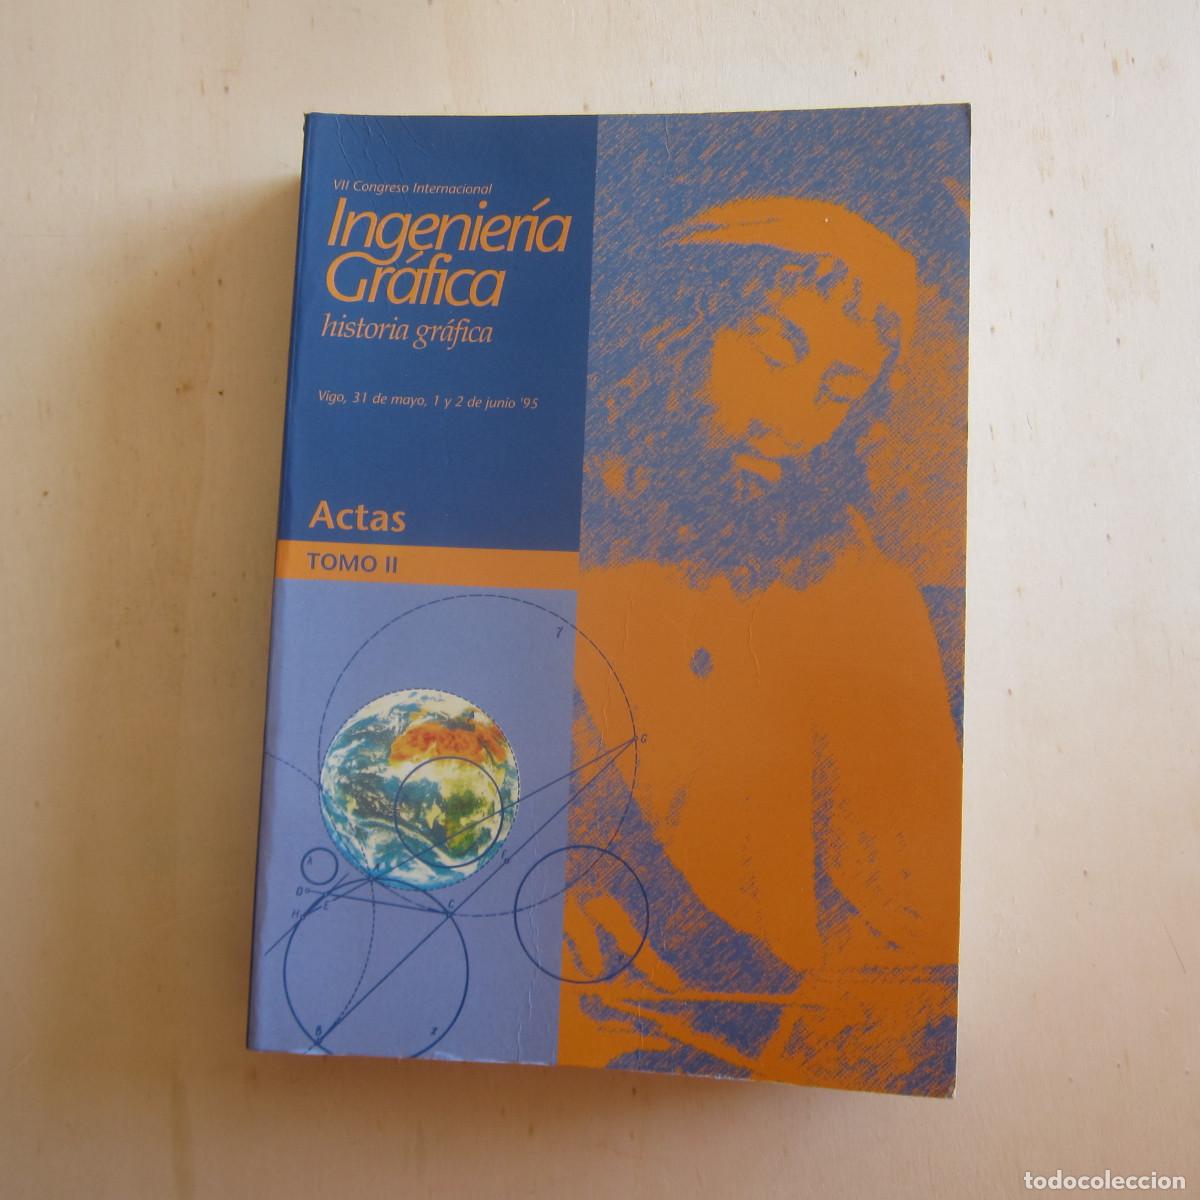 VII Congreso Internacional
Ingeniería
Gráfica
historia gráfica
Vigo, 31 de mayo, 1 y 2 de junio '95
Actas
TOMO II
γ
G
A
D
C
H
E
B
z
todocoleccion